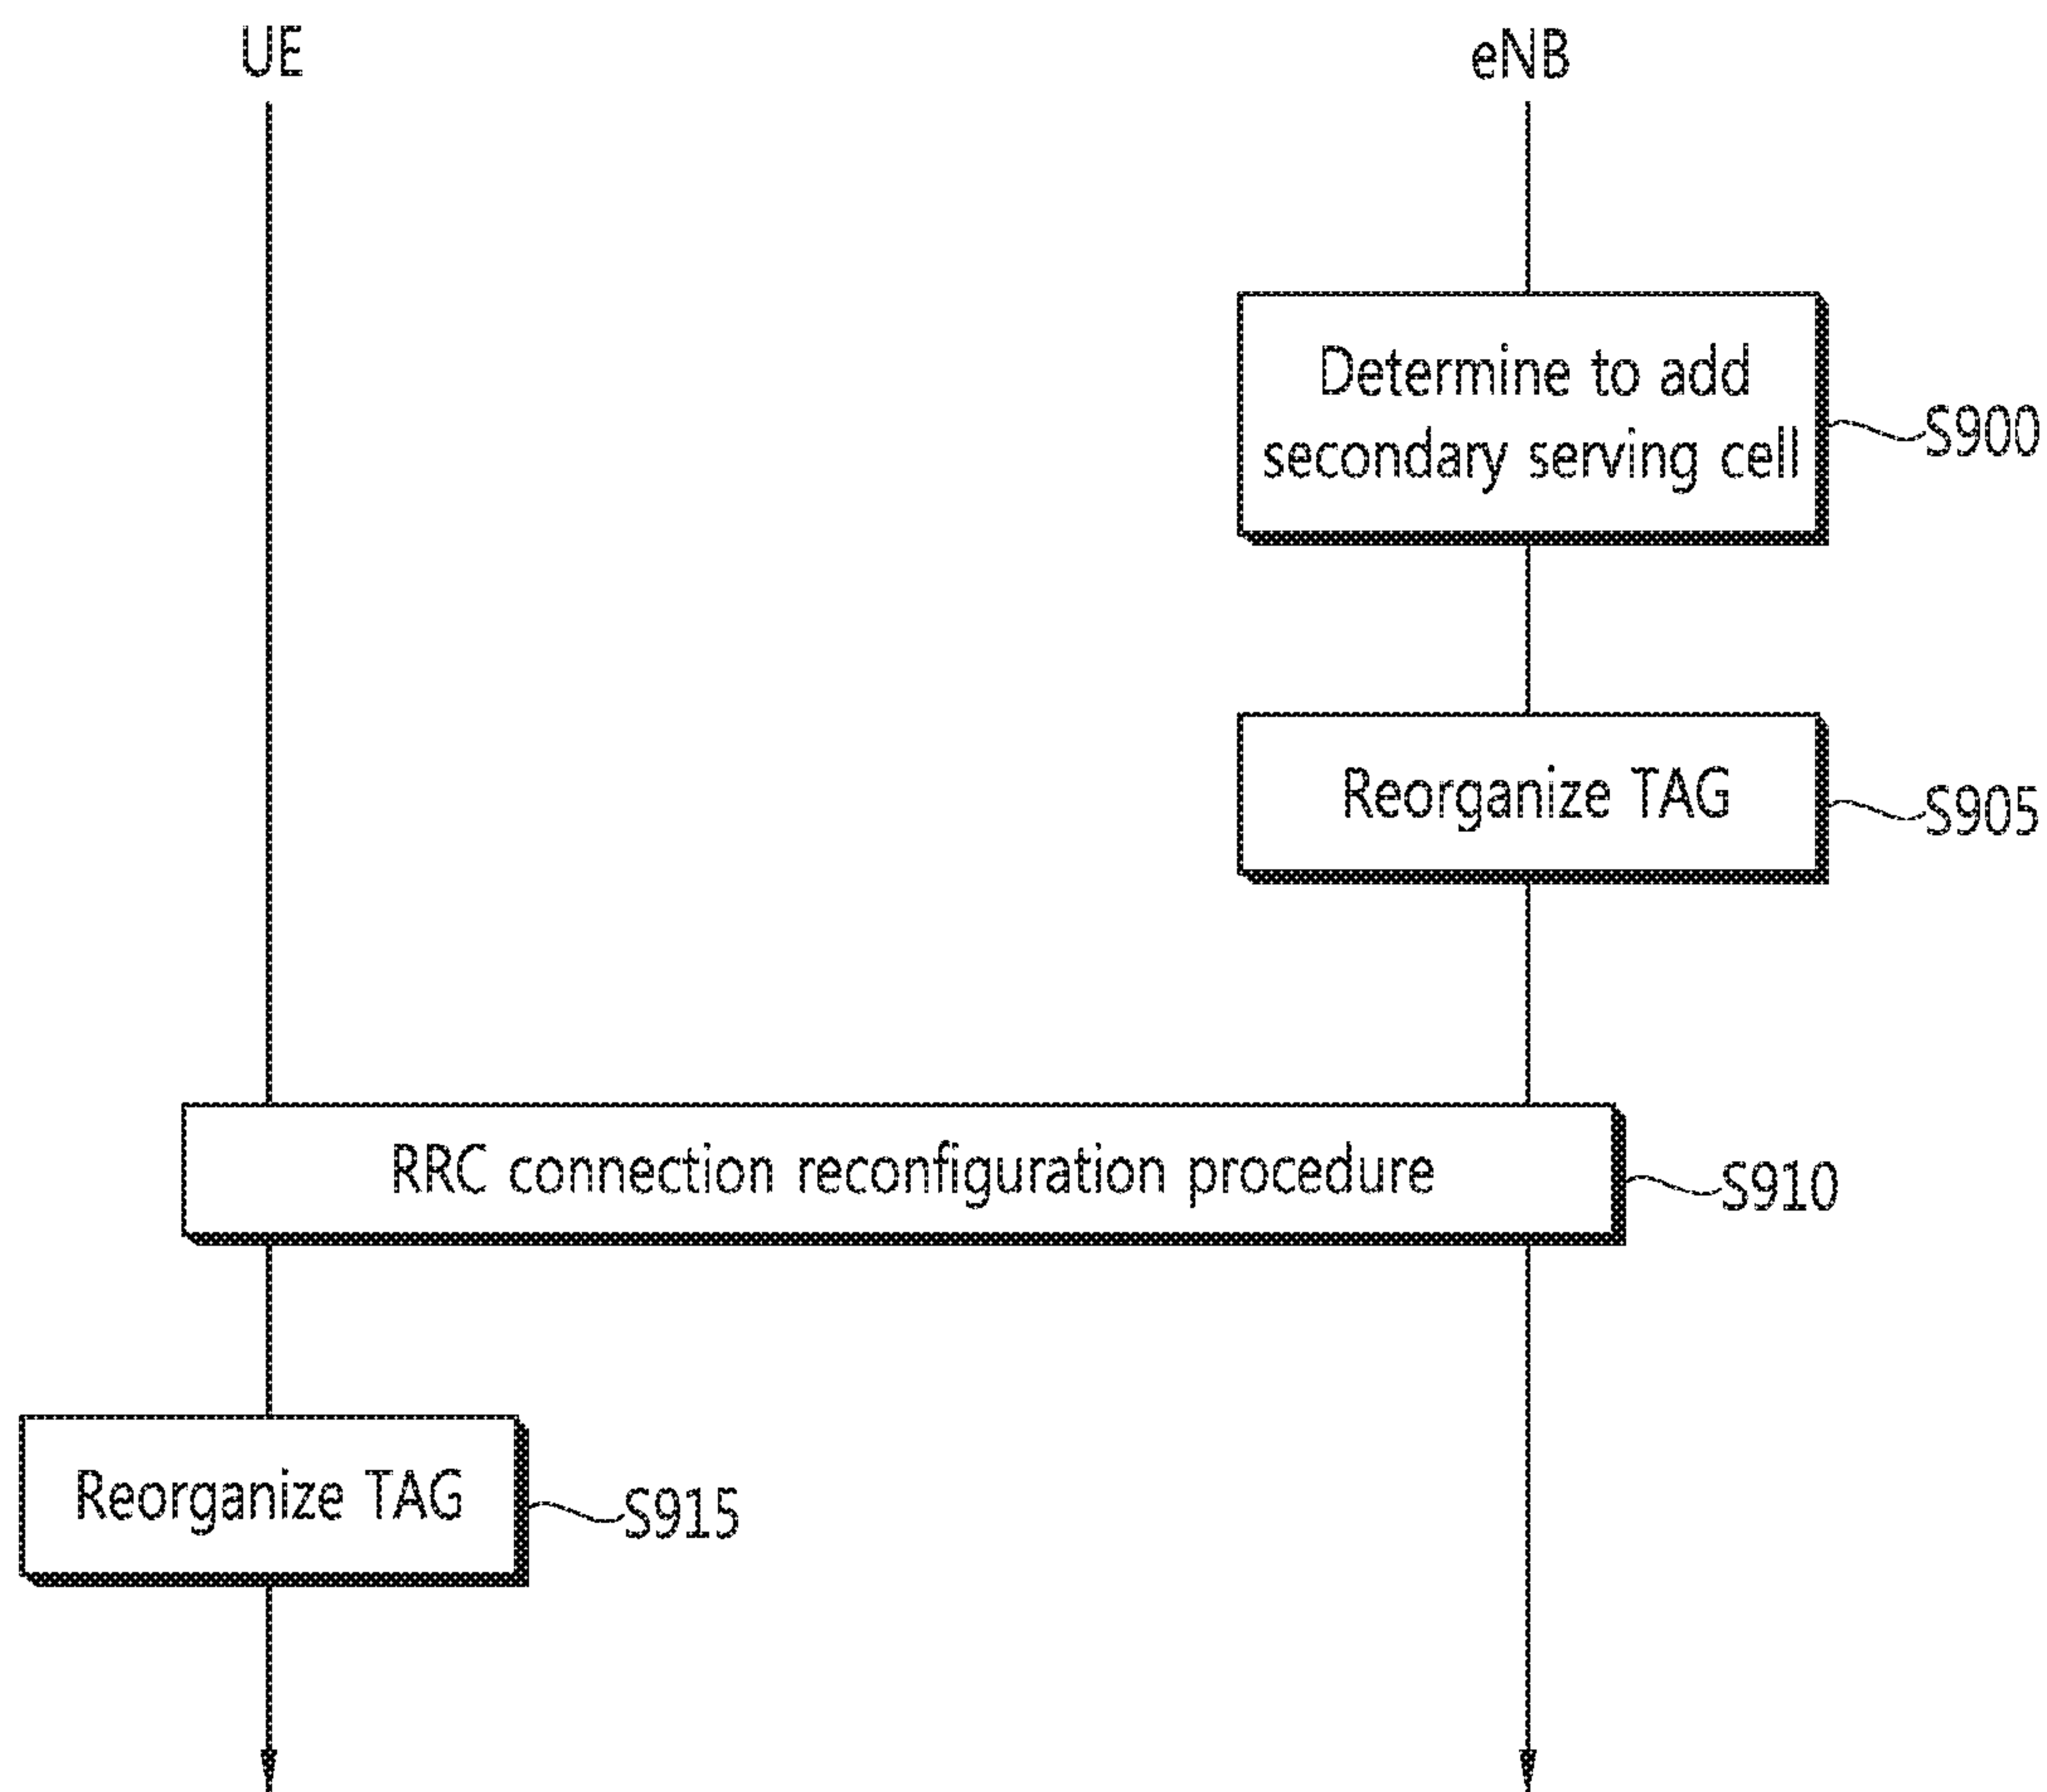 UE
eNB
Determine to add
secondary serving cell
S900
Reorganize TAG
S905
RRC connection reconfiguration procedure
S910
Reorganize TAG
S915